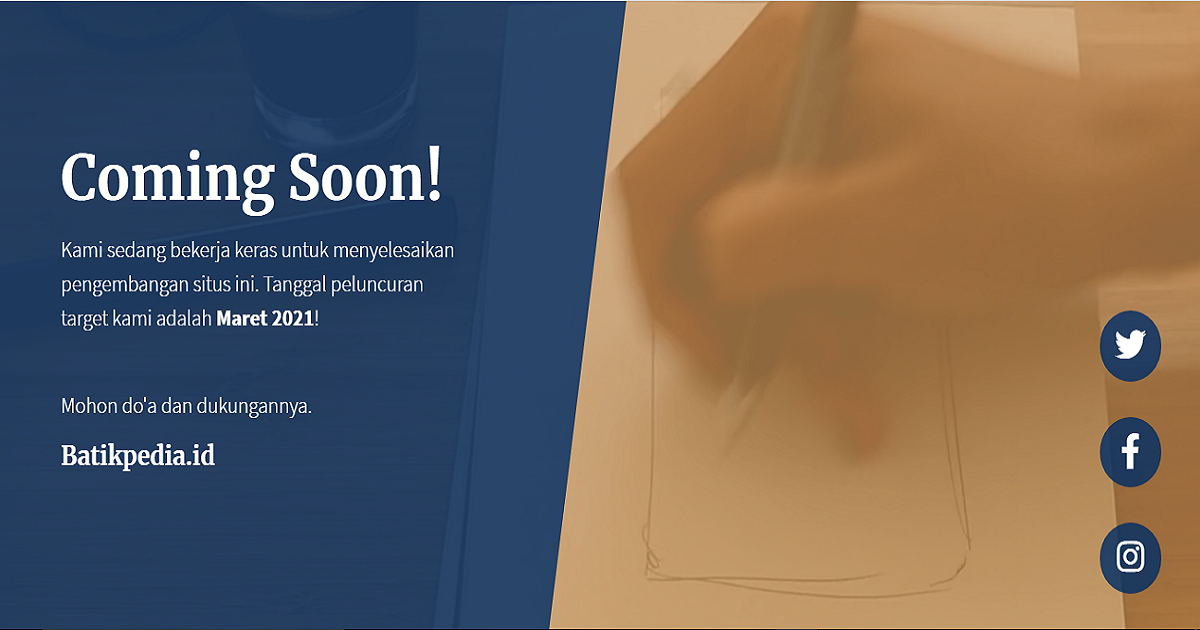 Coming Soon!
Kami sedang bekerja keras untuk menyelesaikan
pengembangan situs ini. Tanggal peluncuran
target kami adalah Maret 2021!
Mohon do'a dan dukungannya.
Batikpedia.id